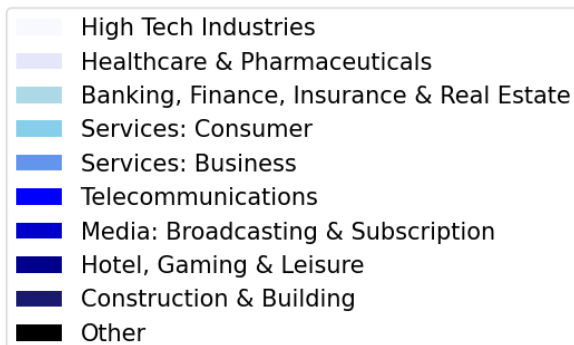 High Tech Industries
Healthcare & Pharmaceuticals
Banking, Finance, Insurance & Real Estate
Services: Consumer
Services: Business
Telecommunications
Media: Broadcasting & Subscription
Hotel, Gaming & Leisure
Construction & Building
Other